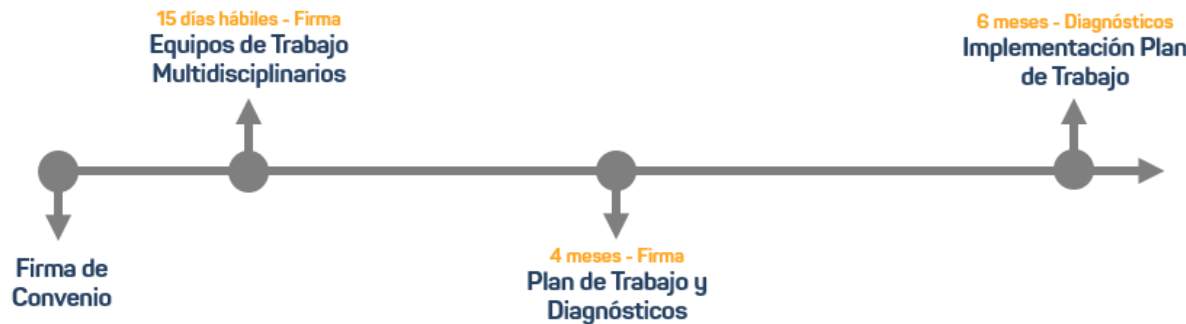 15 días hábiles - Firma
Equipos de Trabajo
Multidisciplinarios
6 meses - Diagnósticos
Implementación Plan
de Trabajo
Firma de
Convenio
4 meses - Firma
Plan de Trabajo y
Diagnósticos